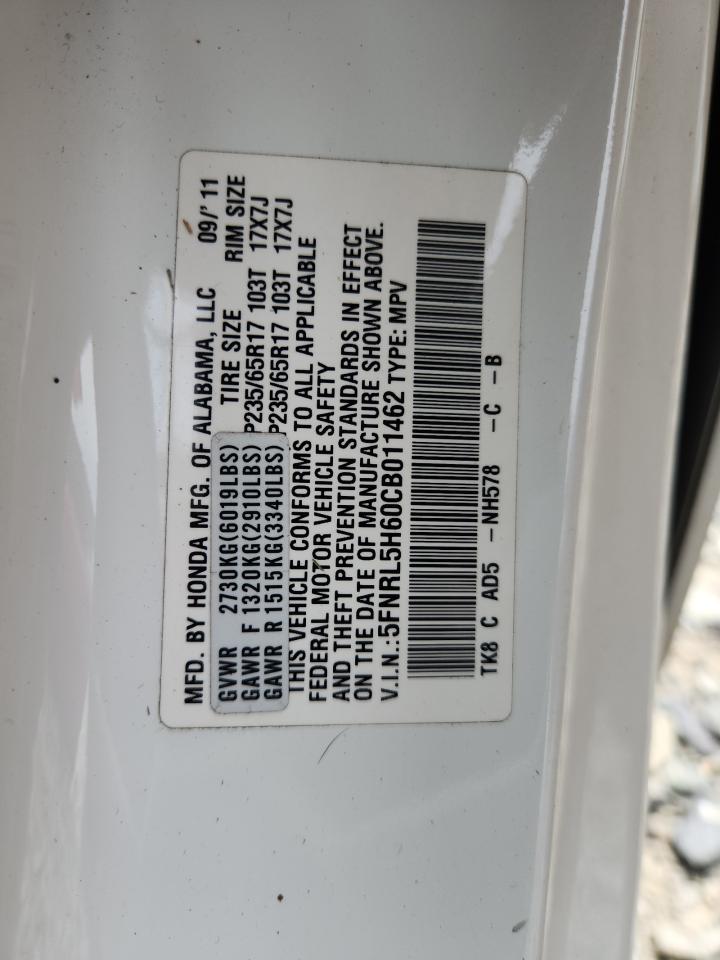 MFD. BY HONDA MFG. OF ALABAMA, LLC 09/'11
TIRE SIZE RIM SIZE
GVWR 2730KG(6019LBS)
GAWR F 1320KG(2910LBS) P235/65R17 103T 17X7J
GAWR R 1515KG(3340LBS) P235/65R17 103T 17X7J
THIS VEHICLE CONFORMS TO ALL APPLICABLE
FEDERAL MOTOR VEHICLE SAFETY
AND THEFT PREVENTION STANDARDS IN EFFECT
ON THE DATE OF MANUFACTURE SHOWN ABOVE.
V.I.N.:5FNRL5H60CB011462 TYPE: MPV
TK8 C AD5 -NH578 -C -B